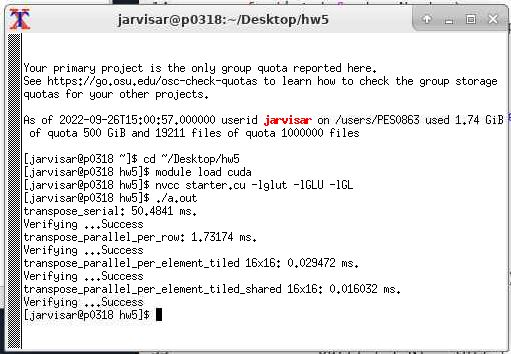 jarvisar@p0318:~/Desktop/hw5
Your primary project is the only group quota reported here.
See https://go.osu.edu/osc-check-quotas to learn how to check the group storage
quotas for your other projects.
As of 2022-09-26T15:00:57.000000 userid jarvisar on /users/PES0863 used 1.74 GiB
 of quota 500 GiB and 19211 files of quota 1000000 files
[jarvisar@p0318 ~]$ cd ~/Desktop/hw5
[jarvisar@p0318 hw5]$ module load cuda
[jarvisar@p0318 hw5]$ nvcc starter.cu -lglut -lGLU -lGL
[jarvisar@p0318 hw5]$ ./a.out
transpose_serial: 50.4841 ms.
Verifying ...Success
transpose_parallel_per_row: 1.73174 ms.
Verifying ...Success
transpose_parallel_per_element_tiled 16x16: 0.029472 ms.
Verifying ...Success
transpose_parallel_per_element_tiled_shared 16x16: 0.016032 ms.
Verifying ...Success
[jarvisar@p0318 hw5]$